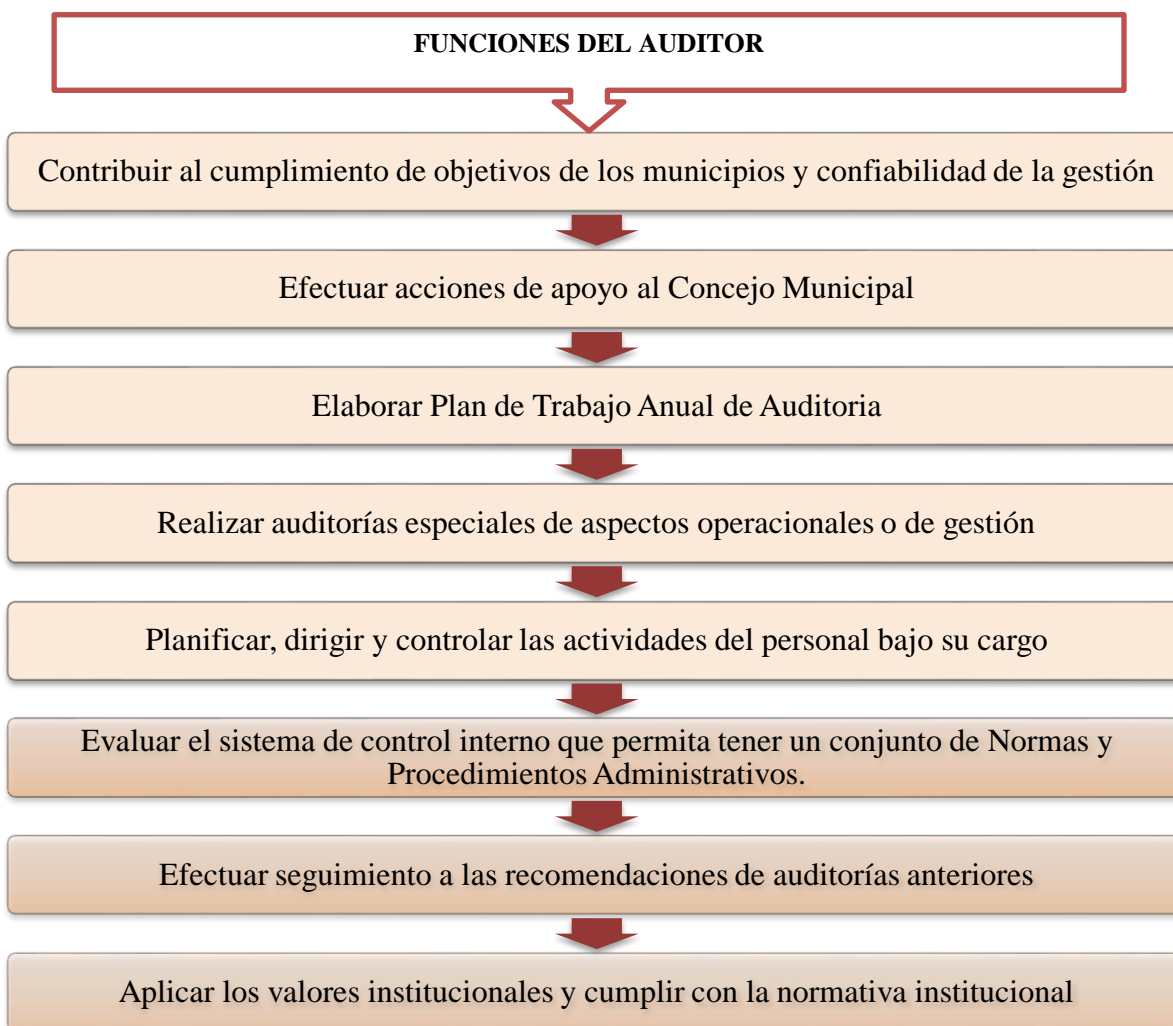 FUNCIONES DEL AUDITOR
Contribuir al cumplimiento de objetivos de los municipios y confiabilidad de la gestión
Efectuar acciones de apoyo al Concejo Municipal
Elaborar Plan de Trabajo Anual de Auditoria
Realizar auditorías especiales de aspectos operacionales o de gestión
Planificar, dirigir y controlar las actividades del personal bajo su cargo
Evaluar el sistema de control interno que permita tener un conjunto de Normas y
Procedimientos Administrativos.
Efectuar seguimiento a las recomendaciones de auditorías anteriores
Aplicar los valores institucionales y cumplir con la normativa institucional